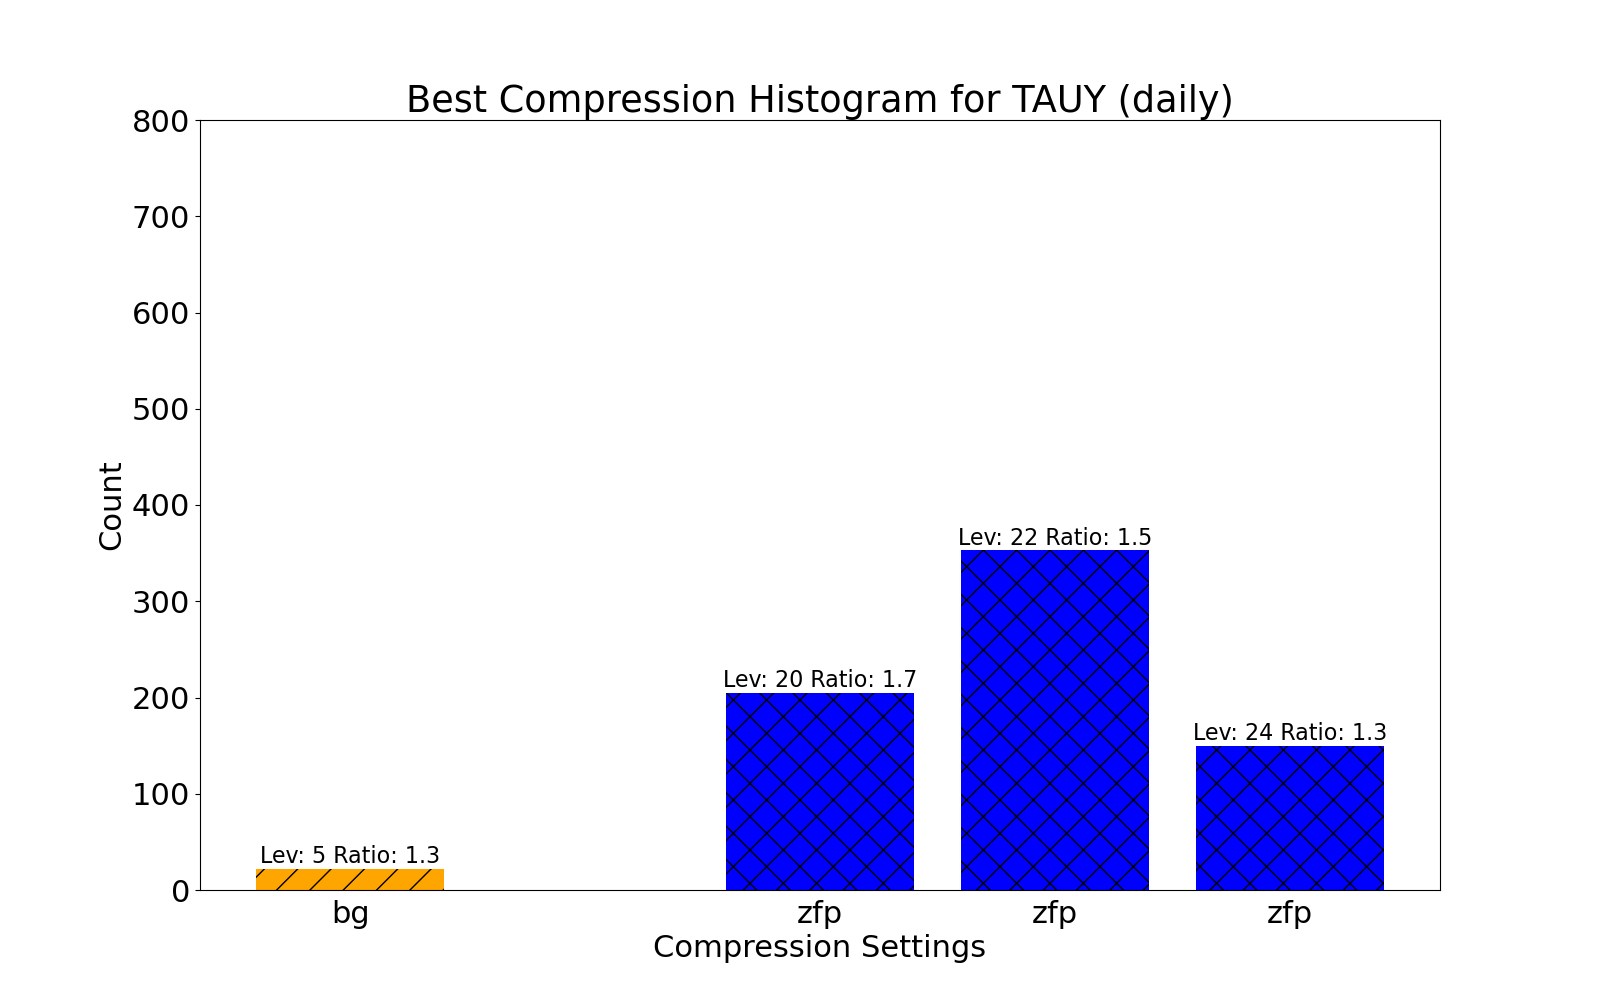 Best Compression Histogram for TAUY (daily)
800
700
600
500
400
300
200
100
0
Count
Lev: 5 Ratio: 1.3
Lev: 20 Ratio: 1.7
Lev: 22 Ratio: 1.5
Lev: 24 Ratio: 1.3
bg zfp zfp zfp
Compression Settings